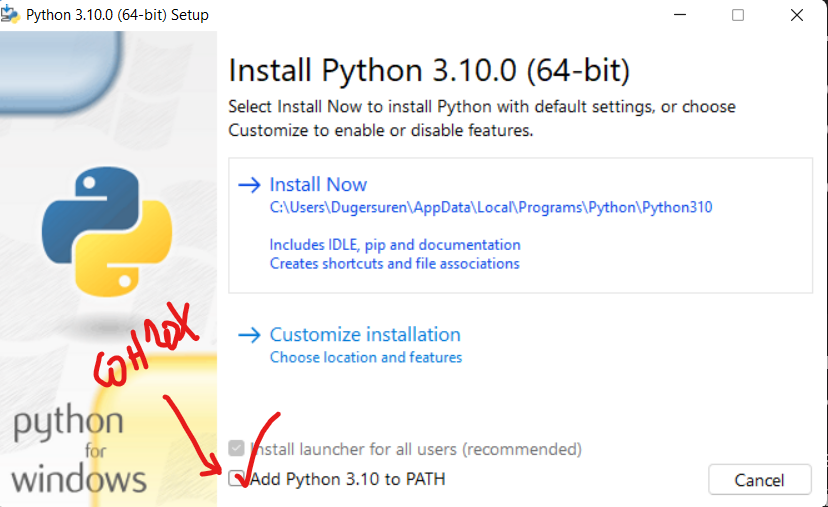 Python 3.10.0 (64-bit) Setup
Install Python 3.10.0 (64-bit)
Select Install Now to install Python with default settings, or choose
Customize to enable or disable features.
Install Now
C:\Users\Dugersuren\AppData\Local\Programs\Python\Python310
Includes IDLE, pip and documentation
Creates shortcuts and file associations
Customize installation
Choose location and features
сонгох
python
for
windows
Install launcher for all users (recommended)
Add Python 3.10 to PATH
Cancel